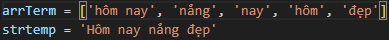 arrTerm = ['hôm nay', 'nắng', 'nay', 'hôm', 'đẹp']
strtemp = 'Hôm nay nắng đẹp'